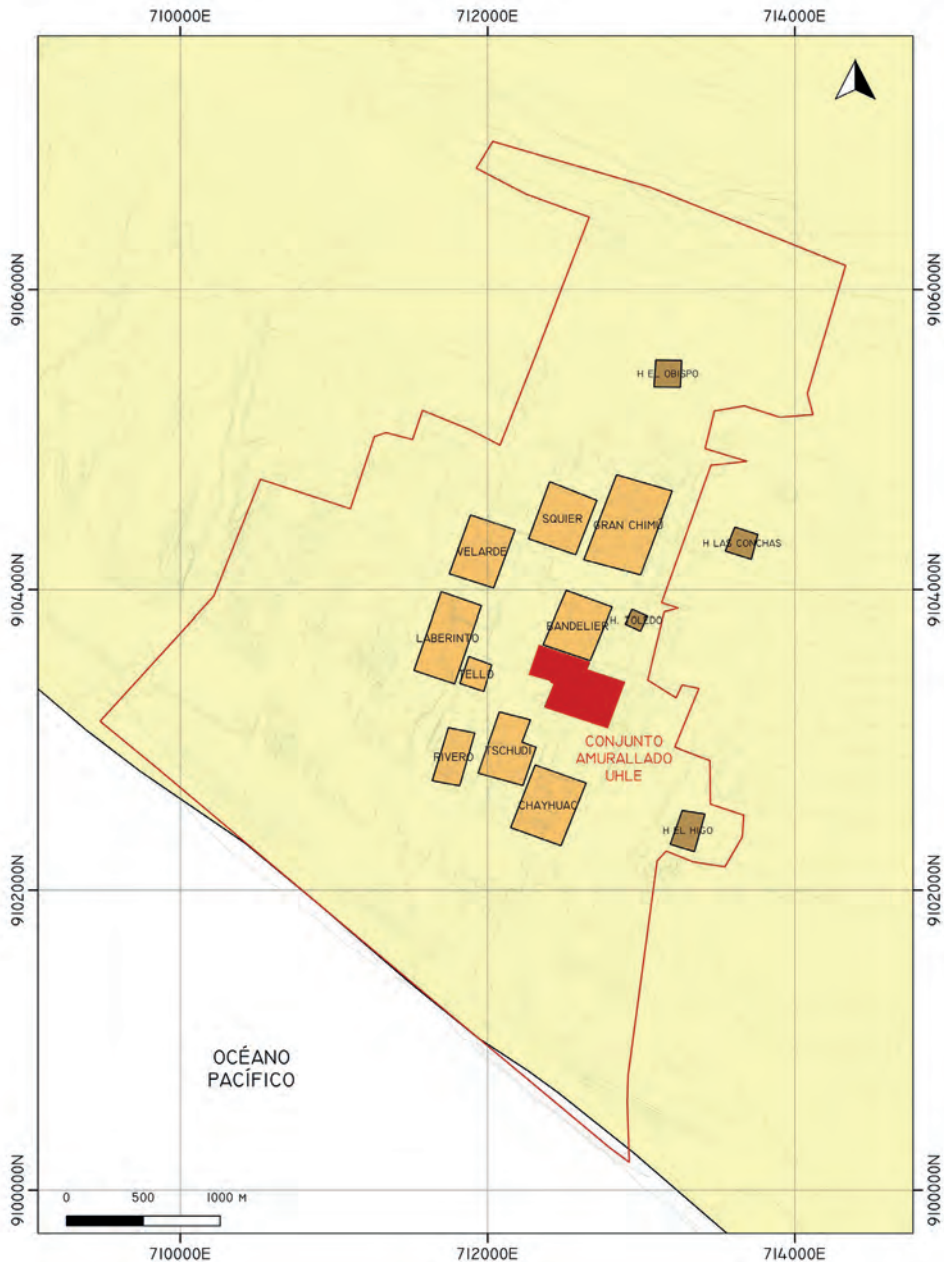 710000E
712000E
714000E
9106000N
9106000N
H EL OBISPO
SQUIER
GRAN CHIMÚ
VELARDE
H LAS CONCHAS
9104000N
9104000N
BANDELIER
H. TOLEDO
LABERINTO
TELLO
TSCHUDI
RIVERO
CONJUNTO
AMURALLADO
UHLE
CHAYHUAC
H EL HIGO
9102000N
9102000N
OCÉANO
PACÍFICO
0 500 1000 M
9100000N
9100000N
710000E
712000E
714000E